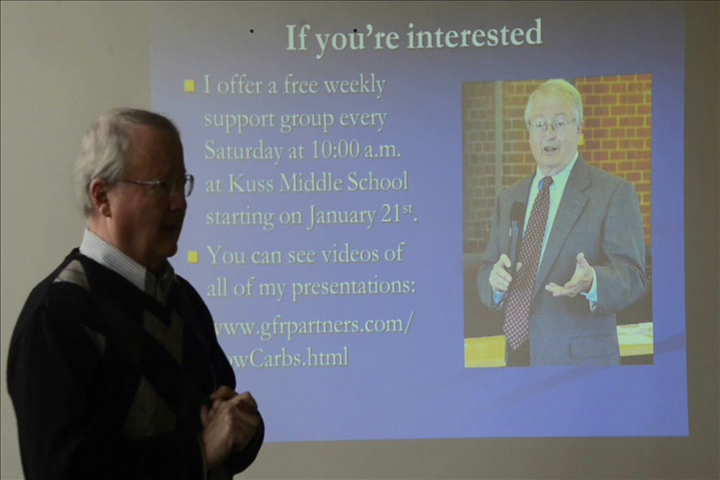 If you're interested
I offer a free weekly
support group every
Saturday at 10:00 a.m.
at Kuss Middle School
starting on January 21st.
You can see videos of
all of my presentations:
www.gfrpartners.com/
owCarbs.html